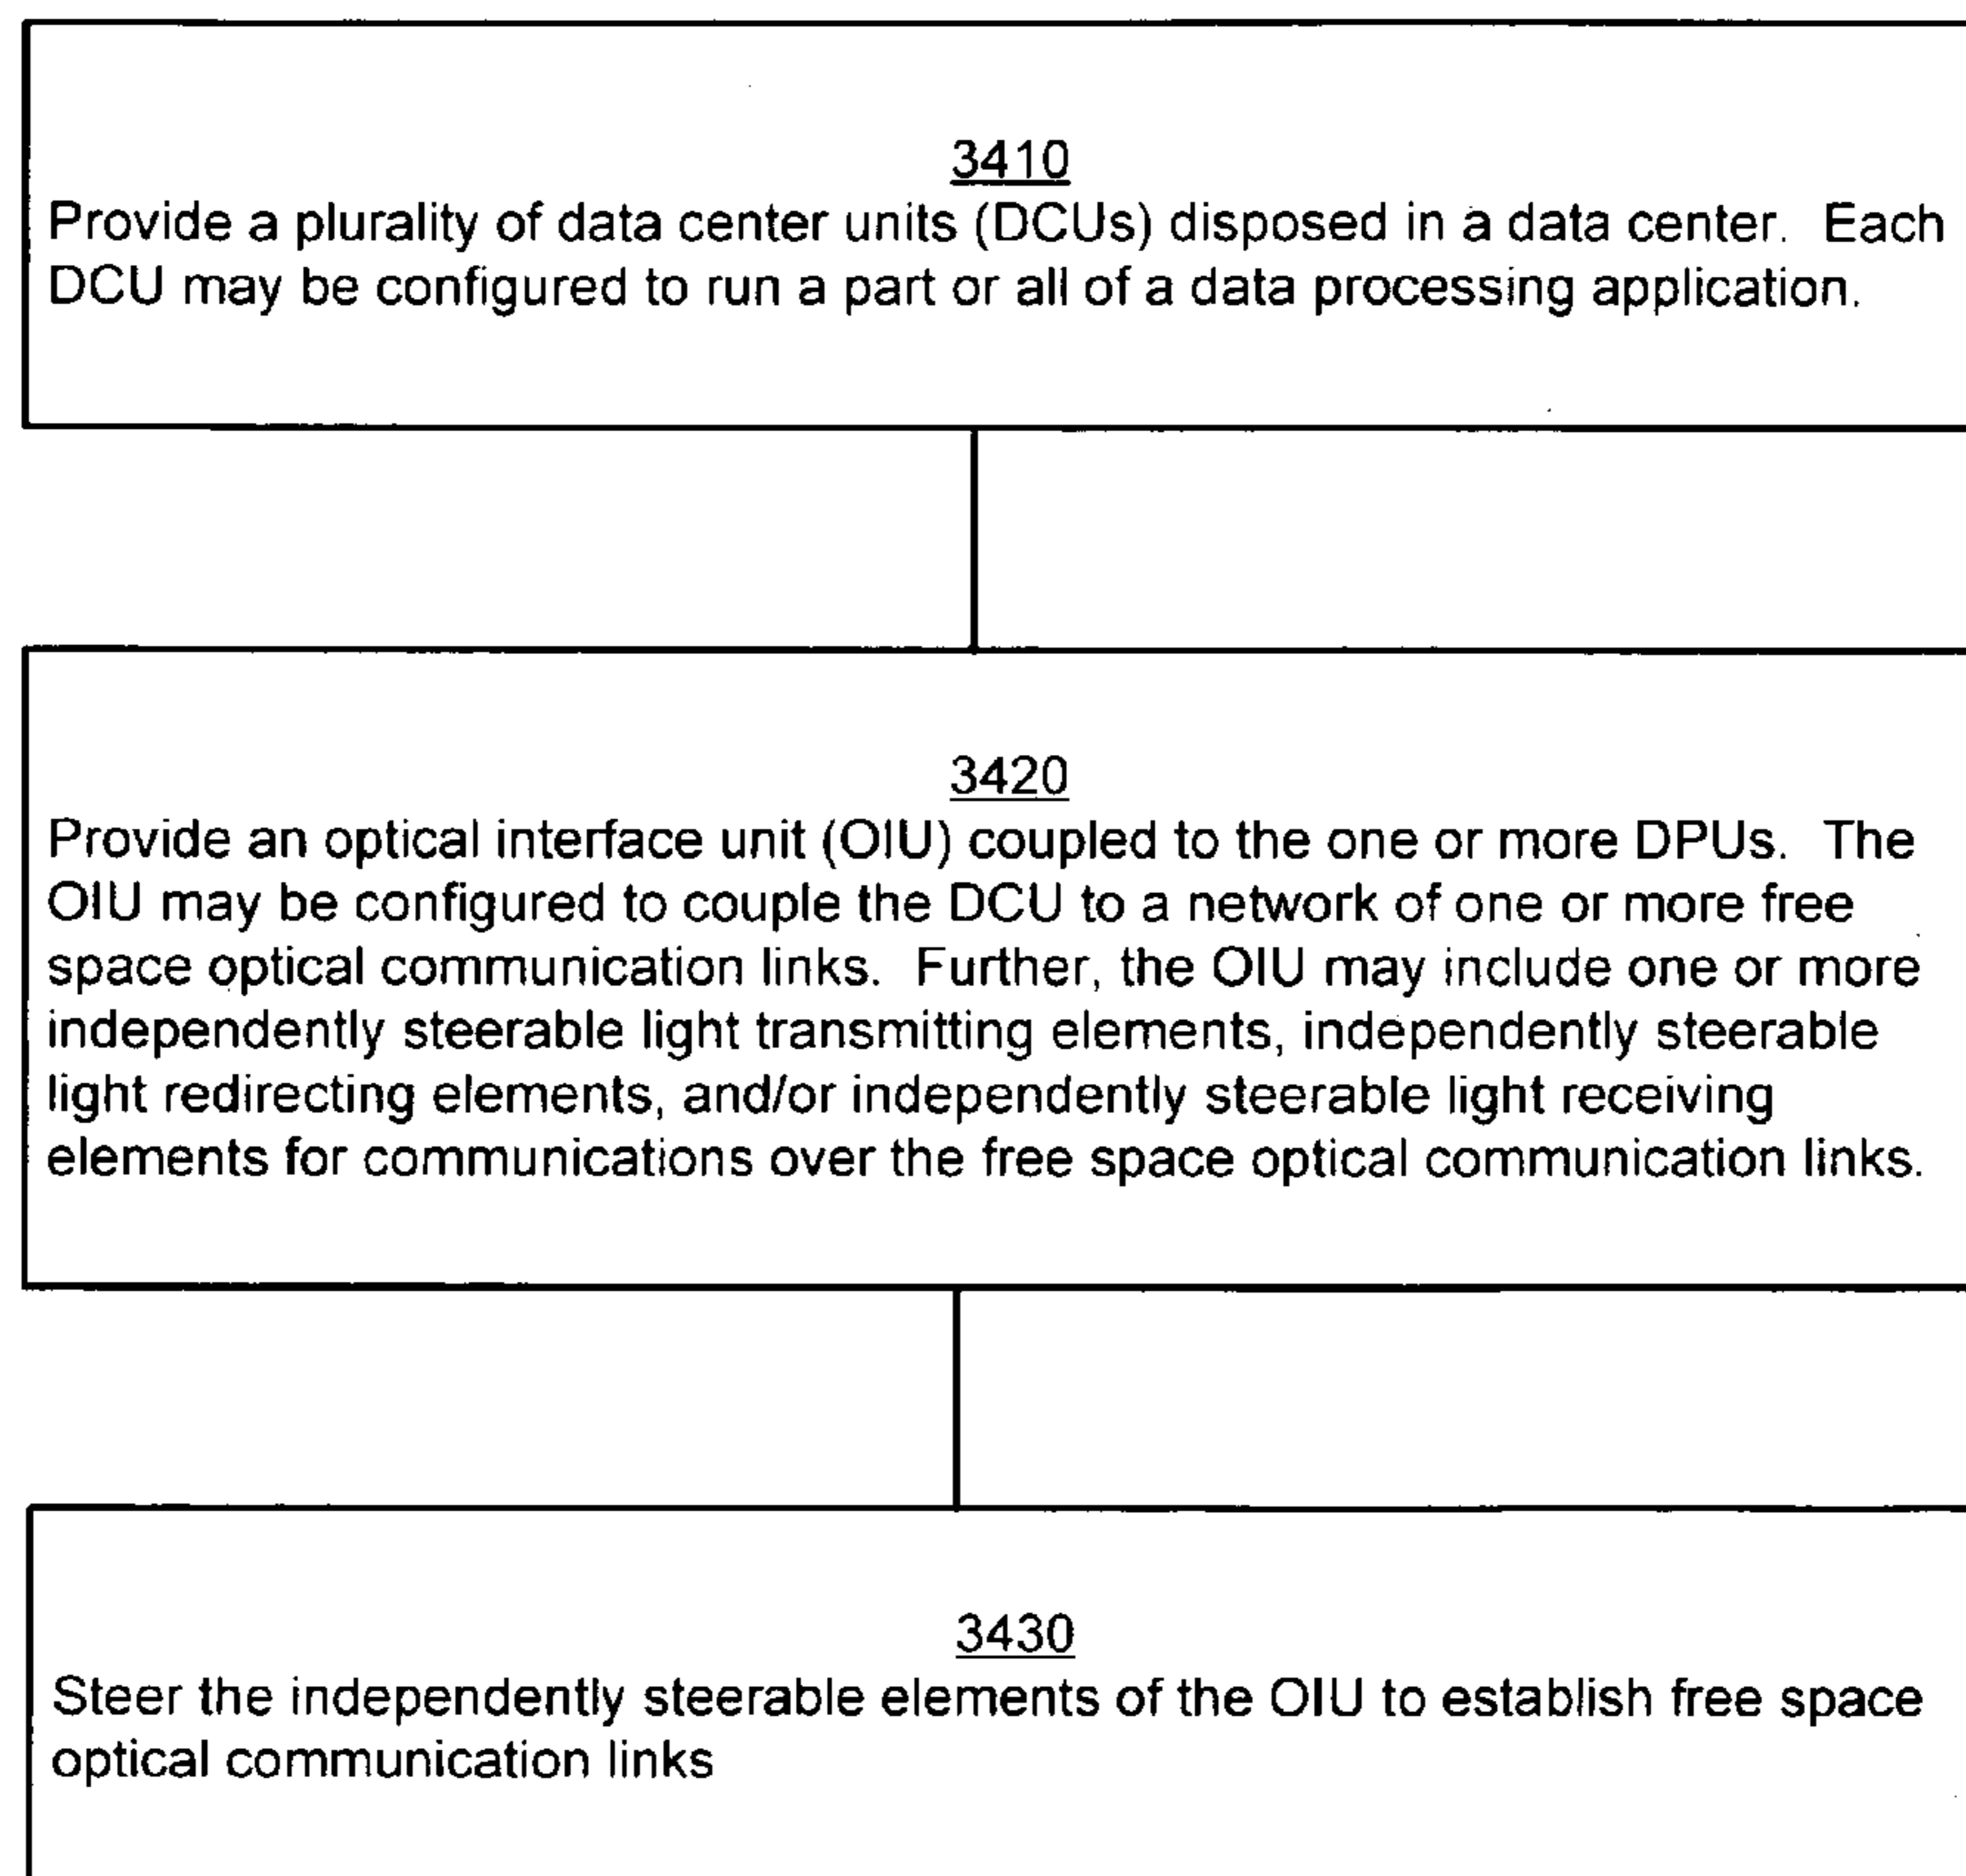 3410
Provide a plurality of data center units (DCUs) disposed in a data center. Each
DCU may be configured to run a part or all of a data processing application.
3420
Provide an optical interface unit (OIU) coupled to the one or more DPUs. The
OIU may be configured to couple the DCU to a network of one or more free
space optical communication links. Further, the OIU may include one or more
independently steerable light transmitting elements, independently steerable
light redirecting elements, and/or independently steerable light receiving
elements for communications over the free space optical communication links.
3430
Steer the independently steerable elements of the OIU to establish free space
optical communication links